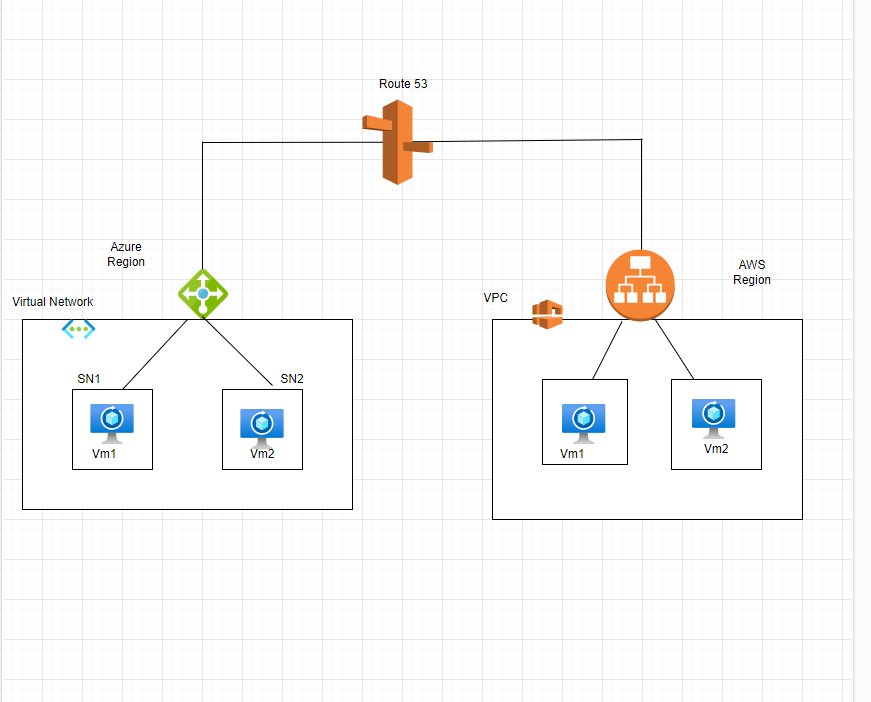 Route 53
Azure
Region
AWS
Region
Virtual Network
VPC
SN1
SN2
Vm1
Vm2
Vm1
Vm2